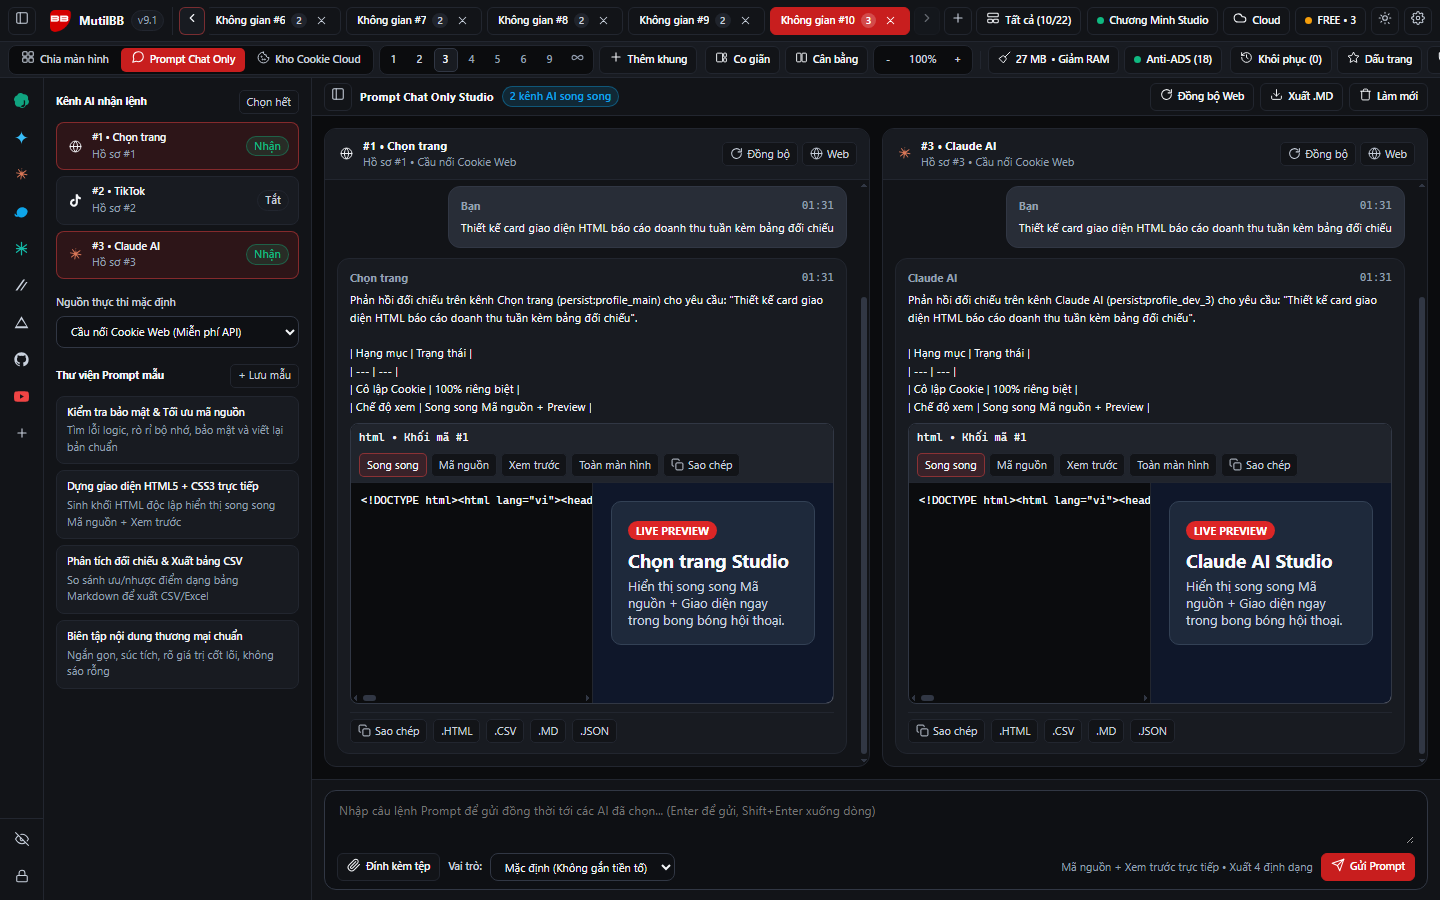 MutilBB v9.1
Không gian #6 2
Không gian #7 2
Không gian #8 2
Không gian #9 2
Không gian #10 3
Tất cả (10/22)
Chương Minh Studio
Cloud
FREE • 3
Chia màn hình
Prompt Chat Only
Kho Cookie Cloud
1 2 3 4 5 6 9 ∞
+ Thêm khung
Co giãn
Cân bằng
- 100% +
27 MB • Giảm RAM
Anti-ADS (18)
Khôi phục (0)
Dấu trang
Kênh AI nhận lệnh
Chọn hết
#1 • Chọn trang
Hồ sơ #1
Nhận
#2 • TikTok
Hồ sơ #2
Tắt
#3 • Claude AI
Hồ sơ #3
Nhận
Nguồn thực thi mặc định
Cầu nối Cookie Web (Miễn phí API)
Thư viện Prompt mẫu
+ Lưu mẫu
Kiểm tra bảo mật & Tối ưu mã nguồn
Tìm lỗi logic, rò rỉ bộ nhớ, bảo mật và viết lại
bản chuẩn
Dựng giao diện HTML5 + CSS3 trực tiếp
Sinh khối HTML độc lập hiển thị song song
Mã nguồn + Xem trước
Phân tích đối chiếu & Xuất bảng CSV
So sánh ưu/nhược điểm dạng bảng
Markdown để xuất CSV/Excel
Biên tập nội dung thương mại chuẩn
Ngắn gọn, súc tích, rõ giá trị cốt lõi, không
sáo rỗng
Prompt Chat Only Studio
2 kênh AI song song
Đồng bộ Web
Xuất .MD
Làm mới
#1 • Chọn trang
Hồ sơ #1 • Cầu nối Cookie Web
Đồng bộ
Web
Bạn 01:31
Thiết kế card giao diện HTML báo cáo doanh thu tuần kèm bảng đối chiếu
Chọn trang 01:31
Phản hồi đối chiếu trên kênh Chọn trang (persist:profile_main) cho yêu cầu: "Thiết kế card giao
diện HTML báo cáo doanh thu tuần kèm bảng đối chiếu".
| Hạng mục | Trạng thái |
| --- | --- |
| Cô lập Cookie | 100% riêng biệt |
| Chế độ xem | Song song Mã nguồn + Preview |
html • Khối mã #1
Song song
Mã nguồn
Xem trước
Toàn màn hình
Sao chép
<!DOCTYPE html><html lang="vi"><head
LIVE PREVIEW
Chọn trang Studio
Hiển thị song song Mã
nguồn + Giao diện ngay
trong bong bóng hội thoại.
Sao chép
.HTML
.CSV
.MD
.JSON
#3 • Claude AI
Hồ sơ #3 • Cầu nối Cookie Web
Đồng bộ
Web
Bạn 01:31
Thiết kế card giao diện HTML báo cáo doanh thu tuần kèm bảng đối chiếu
Claude AI 01:31
Phản hồi đối chiếu trên kênh Claude AI (persist:profile_dev_3) cho yêu cầu: "Thiết kế card giao
diện HTML báo cáo doanh thu tuần kèm bảng đối chiếu".
| Hạng mục | Trạng thái |
| --- | --- |
| Cô lập Cookie | 100% riêng biệt |
| Chế độ xem | Song song Mã nguồn + Preview |
html • Khối mã #1
Song song
Mã nguồn
Xem trước
Toàn màn hình
Sao chép
<!DOCTYPE html><html lang="vi"><head
LIVE PREVIEW
Claude AI Studio
Hiển thị song song Mã
nguồn + Giao diện ngay
trong bong bóng hội thoại.
Sao chép
.HTML
.CSV
.MD
.JSON
Nhập câu lệnh Prompt để gửi đồng thời tới các AI đã chọn... (Enter để gửi, Shift+Enter xuống dòng)
Đính kèm tệp
Vai trò:
Mặc định (Không gắn tiền tố)
Mã nguồn + Xem trước trực tiếp • Xuất 4 định dạng
Gửi Prompt